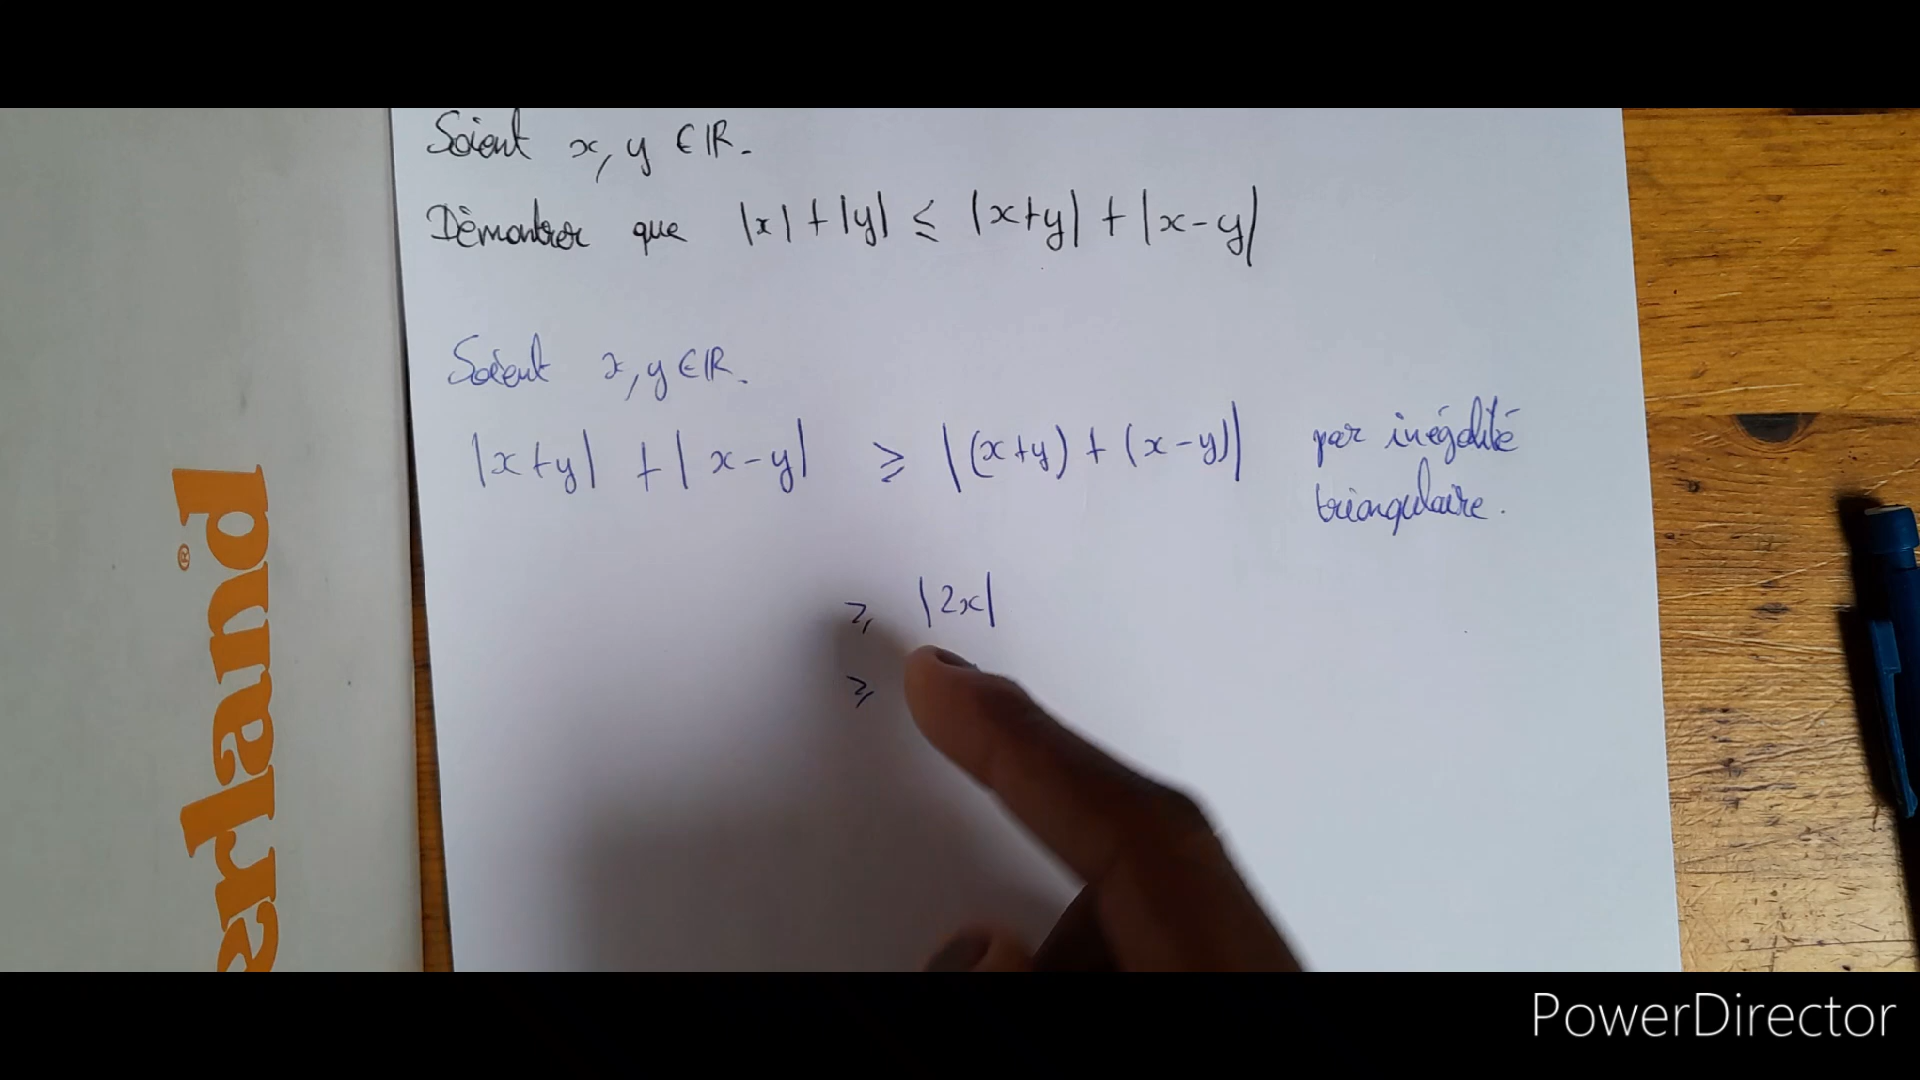 Soient x, y ∈ ℝ.
Démontrer que |x| + |y| ⩽ |x+y| + |x-y|
Soient x, y ∈ ℝ.
|x+y| + |x-y| ⩾ |(x+y) + (x-y)| par inégalité
triangulaire.
⩾ |2x|
⩾
erland®
PowerDirector